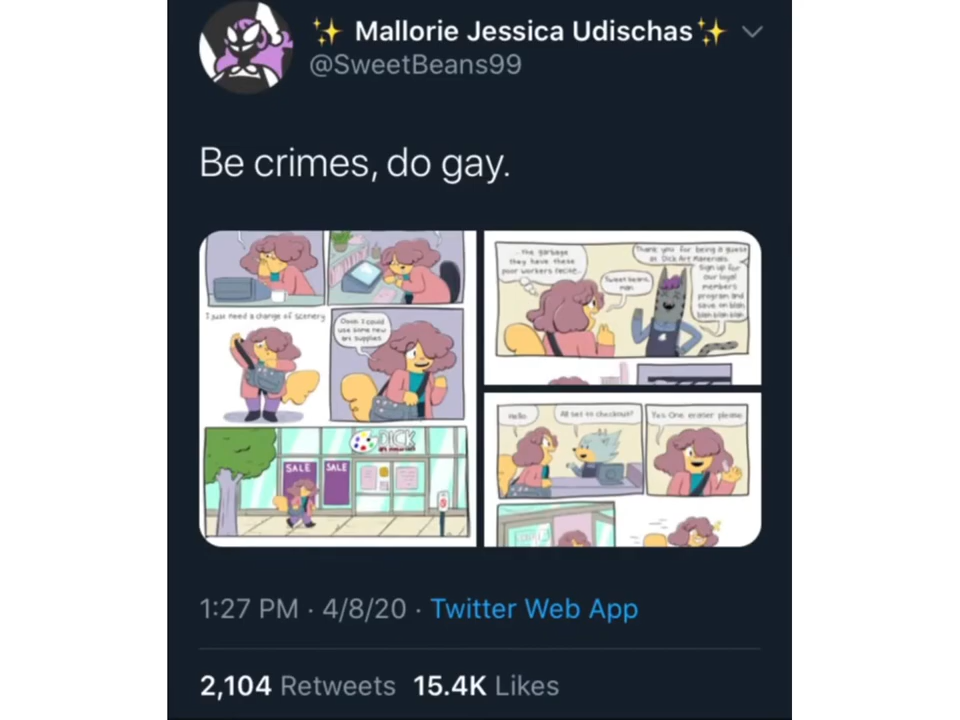 ✨ Mallorie Jessica Udischas✨
@SweetBeans99
Be crimes, do gay.
I just need a change of scenery
Oooh I could
use some new
art supplies
DICK
SALE
SALE
... the garbage
they have these
poor workers recite..
Sweet beans,
man.
Thank you for being a guest
at Dick Art Materials.
Sign up for
our loyal
members
program and
save on blah
blah blah blah
Hello
All set to checkout?
Yes. One eraser please
1:27 PM · 4/8/20 · Twitter Web App
2,104 Retweets 15.4K Likes